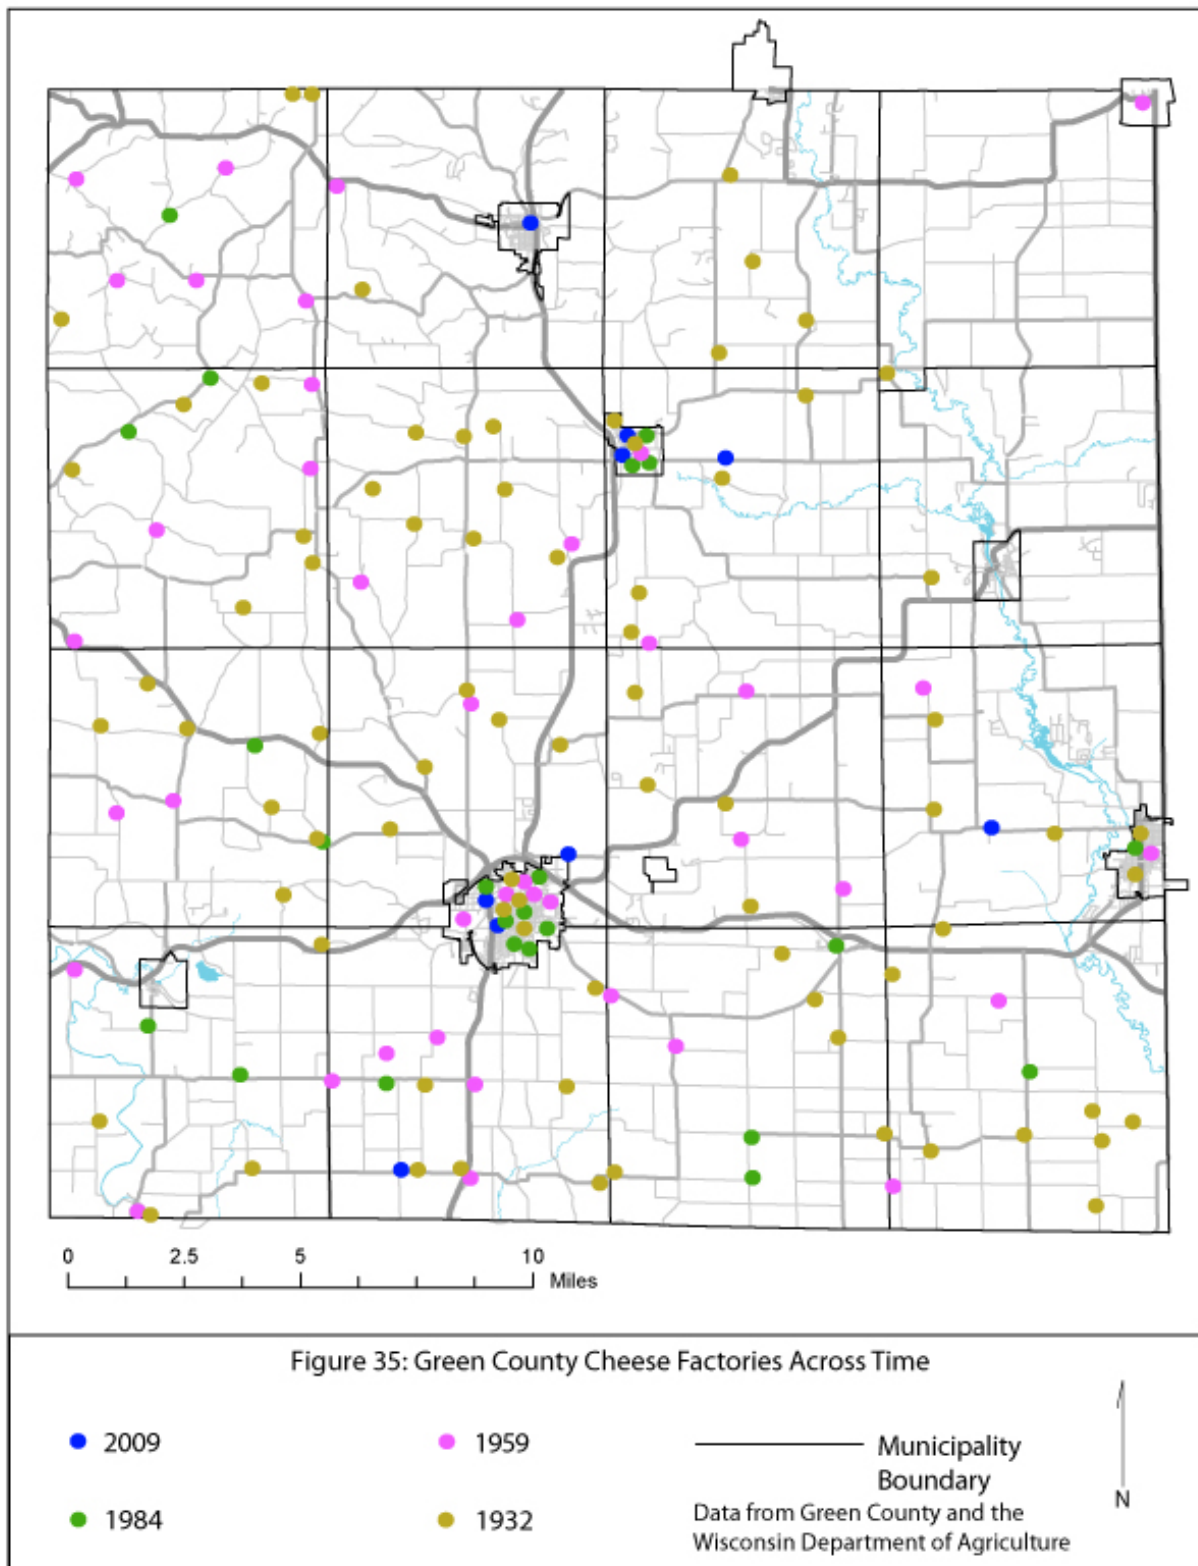 0 2.5 5 10
Miles
Figure 35: Green County Cheese Factories Across Time
2009
1959
Municipality
Boundary
1984
1932
Data from Green County and the
Wisconsin Department of Agriculture
N